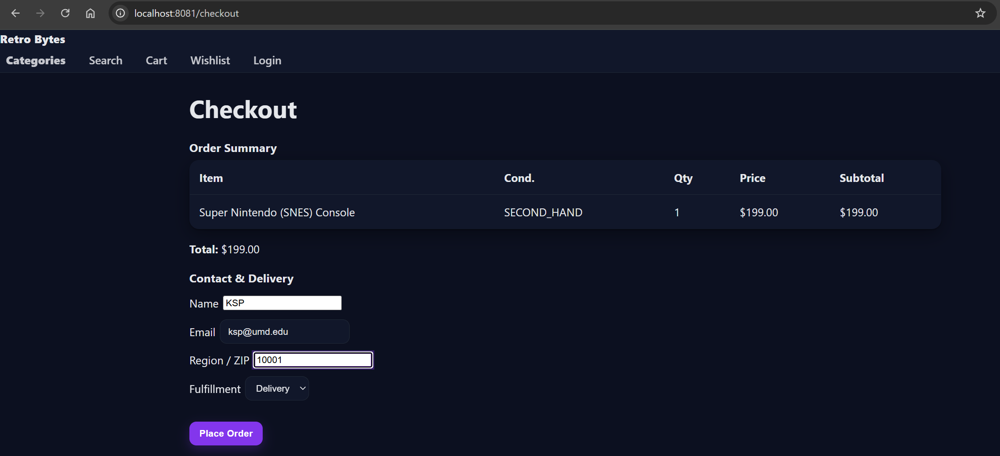 localhost:8081/checkout
Retro Bytes
Categories Search Cart Wishlist Login
Checkout
Order Summary
Item Cond. Qty Price Subtotal
Super Nintendo (SNES) Console SECOND_HAND 1 $199.00 $199.00
Total: $199.00
Contact & Delivery
Name KSP
Email ksp@umd.edu
Region / ZIP 10001
Fulfillment Delivery
Place Order